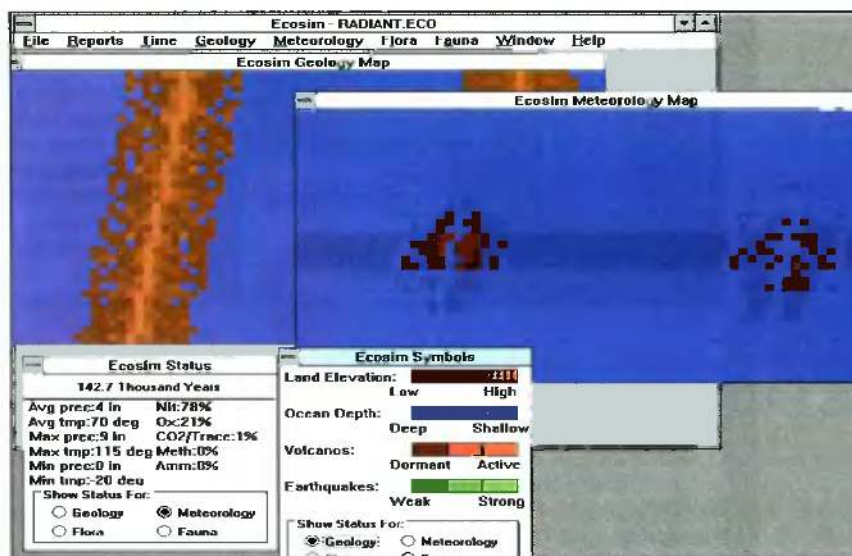 Ecosim - RADIANT.ECO
File Reports Time Geology Meteorology Flora Fauna Window Help
Ecosim Geology Map
Ecosim Meteorology Map
Ecosim Status
142.7 Thousand Years
Avg prec:4 in Nit:78%
Avg tmp:70 deg Ox:21%
Max prec:9 in CO2/Trace:1%
Max tmp:115 deg Meth:0%
Min prec:0 in Amm:0%
Min tmp:-20 deg
Show Status For:
Geology Meteorology
Flora Fauna
Ecosim Symbols
Land Elevation:
Low High
Ocean Depth:
Deep Shallow
Volcanos:
Dormant Active
Earthquakes:
Weak Strong
Show Status For:
Geology Meteorology